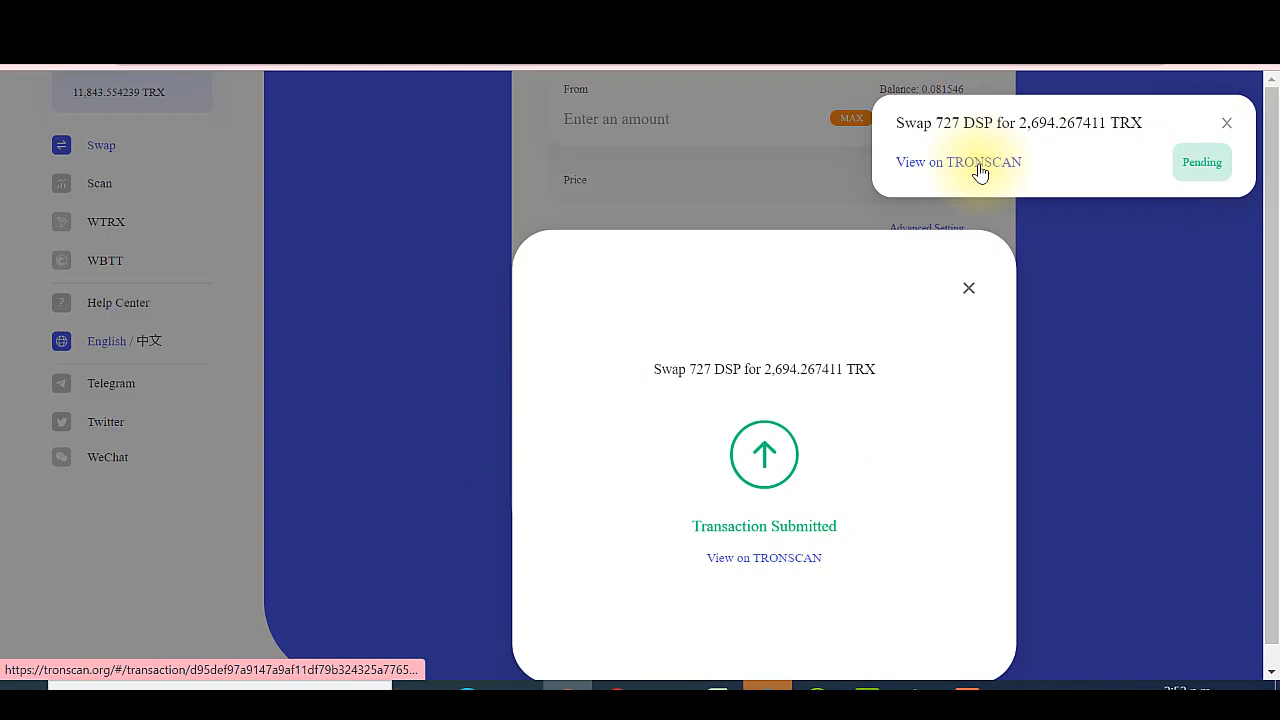 11,843.554239 TRX
Swap
Scan
WTRX
WBTT
Help Center
English / 中文
Telegram
Twitter
WeChat
From
Balance: 0.081546
Enter an amount
MAX
Price
Advanced Setting
Swap 727 DSP for 2,694.267411 TRX
View on TRONSCAN
Pending
Swap 727 DSP for 2,694.267411 TRX
Transaction Submitted
View on TRONSCAN
https://tronscan.org/#/transaction/d95def97a9147a9af11df79b324325a7765...